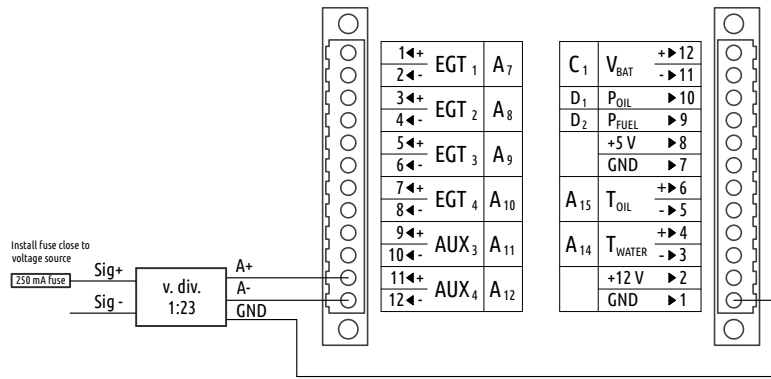 1◀+ EGT 1 A7
2◀-
3◀+ EGT 2 A8
4◀-
5◀+ EGT 3 A9
6◀-
7◀+ EGT 4 A10
8◀-
9◀+ AUX3 A11
10◀-
11◀+ AUX4 A12
12◀-
C1 VBAT +▶12
-▶11
D1 POIL ▶10
D2 PFUEL ▶9
+5 V ▶8
GND ▶7
A15 TOIL +▶6
-▶5
A14 TWATER +▶4
-▶3
+12 V ▶2
GND ▶1
Install fuse close to
voltage source
250 mA fuse
Sig+
Sig -
v. div.
1:23
A+
A-
GND